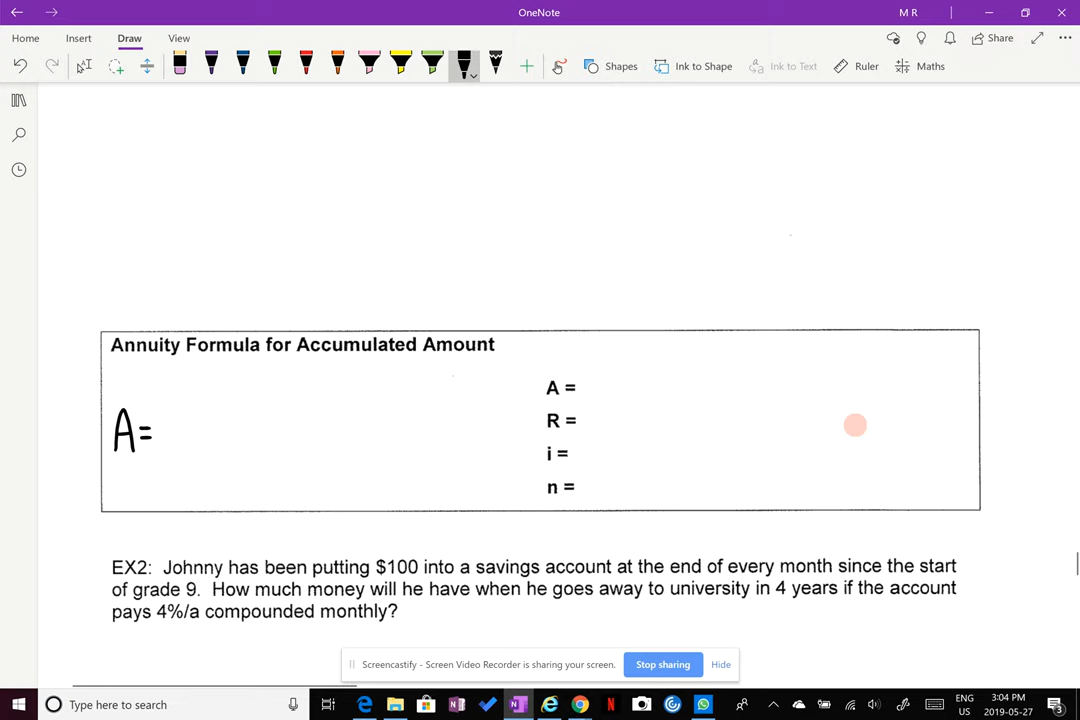 OneNote
M R
Home Insert Draw View
Share
Shapes Ink to Shape Ink to Text Ruler Maths
Annuity Formula for Accumulated Amount
A =
A=
R =
i =
n =
EX2: Johnny has been putting $100 into a savings account at the end of every month since the start
of grade 9. How much money will he have when he goes away to university in 4 years if the account
pays 4%/a compounded monthly?
Screencastify - Screen Video Recorder is sharing your screen. Stop sharing Hide
Type here to search
ENG
US
3:04 PM
2019-05-27
3